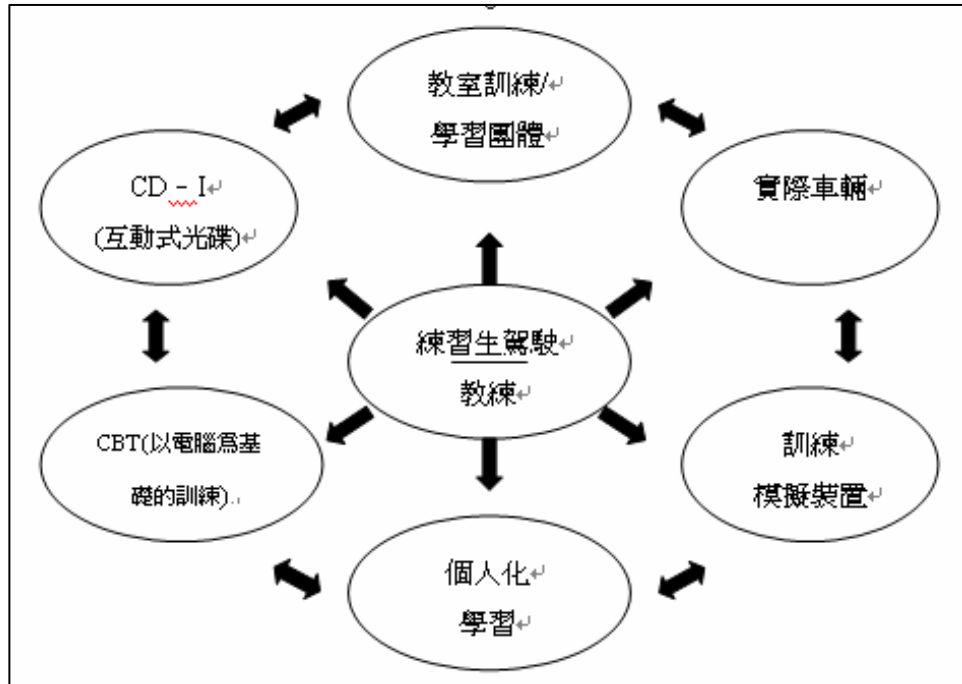 教室訓練/
學習團體
CD - I
(互動式光碟)
實際車輛
練習生駕駛
教練
CBT(以電腦為基
礎的訓練)..
訓練
模擬裝置
個人化
學習